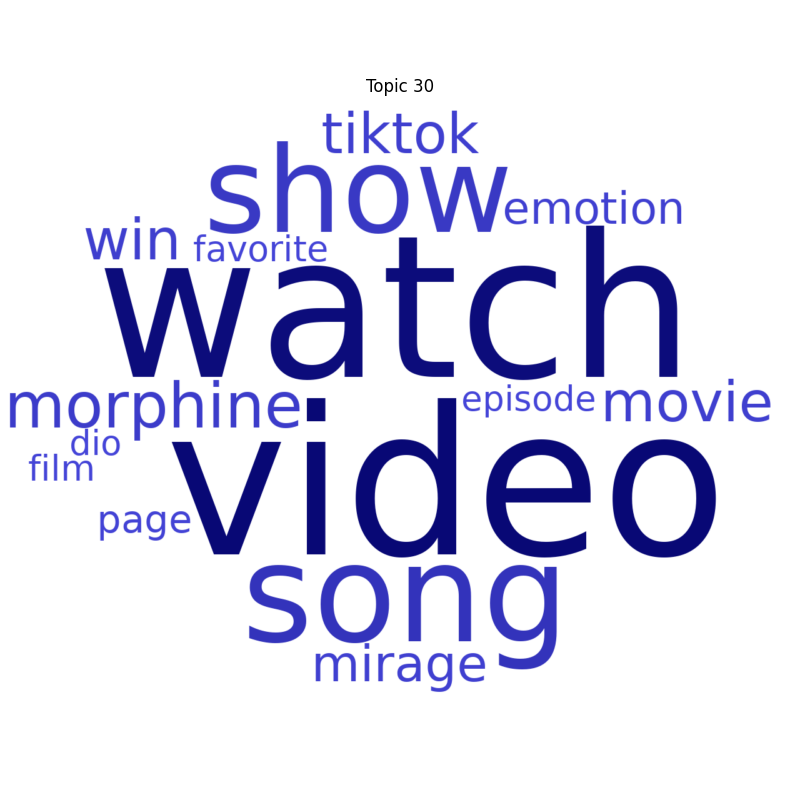 Topic 30
tiktok
show
emotion
win
favorite
watch
morphine
episode
movie
dio
film
video
page
song
mirage